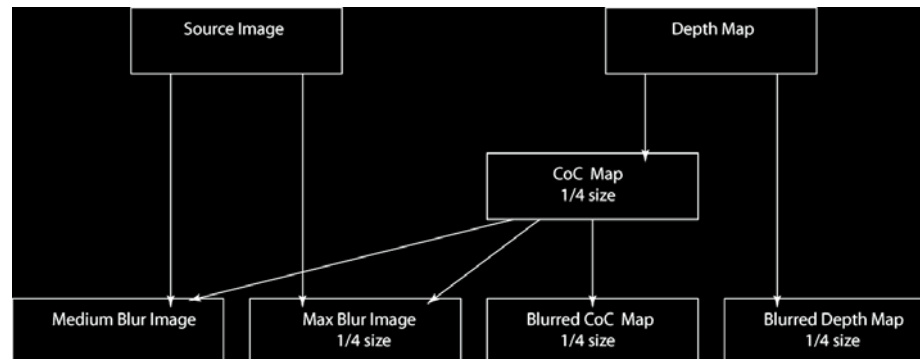 Source Image
Depth Map
CoC Map
1/4 size
Medium Blur Image
Max Blur Image
1/4 size
Blurred CoC Map
1/4 size
Blurred Depth Map
1/4 size